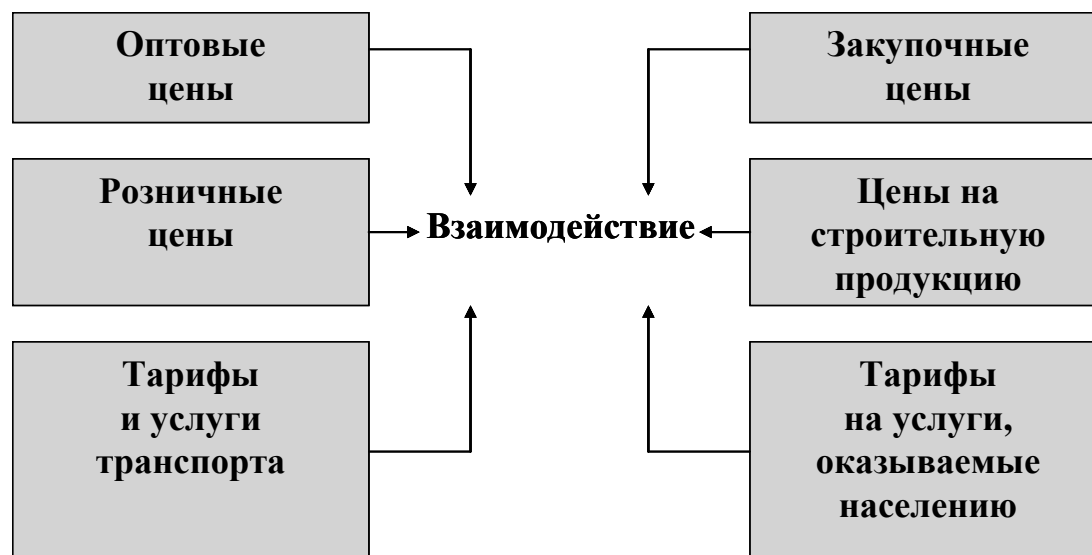 Оптовые
цены
Розничные
цены
Тарифы
и услуги
транспорта
Взаимодействие
Закупочные
цены
Цены на
строительную
продукцию
Тарифы
на услуги,
оказываемые
населению